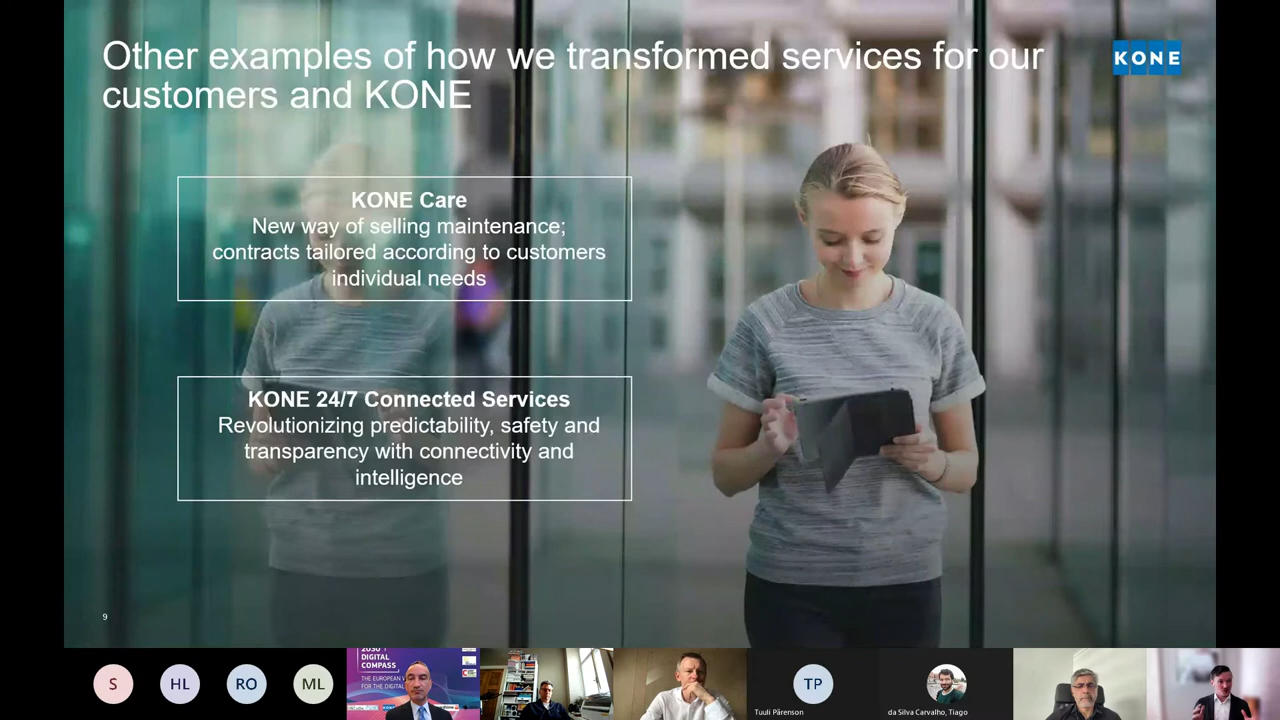 Other examples of how we transformed services for our
customers and KONE
KONE
KONE Care
New way of selling maintenance;
contracts tailored according to customers
individual needs
KONE 24/7 Connected Services
Revolutionizing predictability, safety and
transparency with connectivity and
intelligence
9
S
HL
RO
ML
DIGITAL
COMPASS
THE EUROPEAN
FOR THE DIGITAL
TP
Tuuli Pärenson
da Silva Carvalho, Tiago